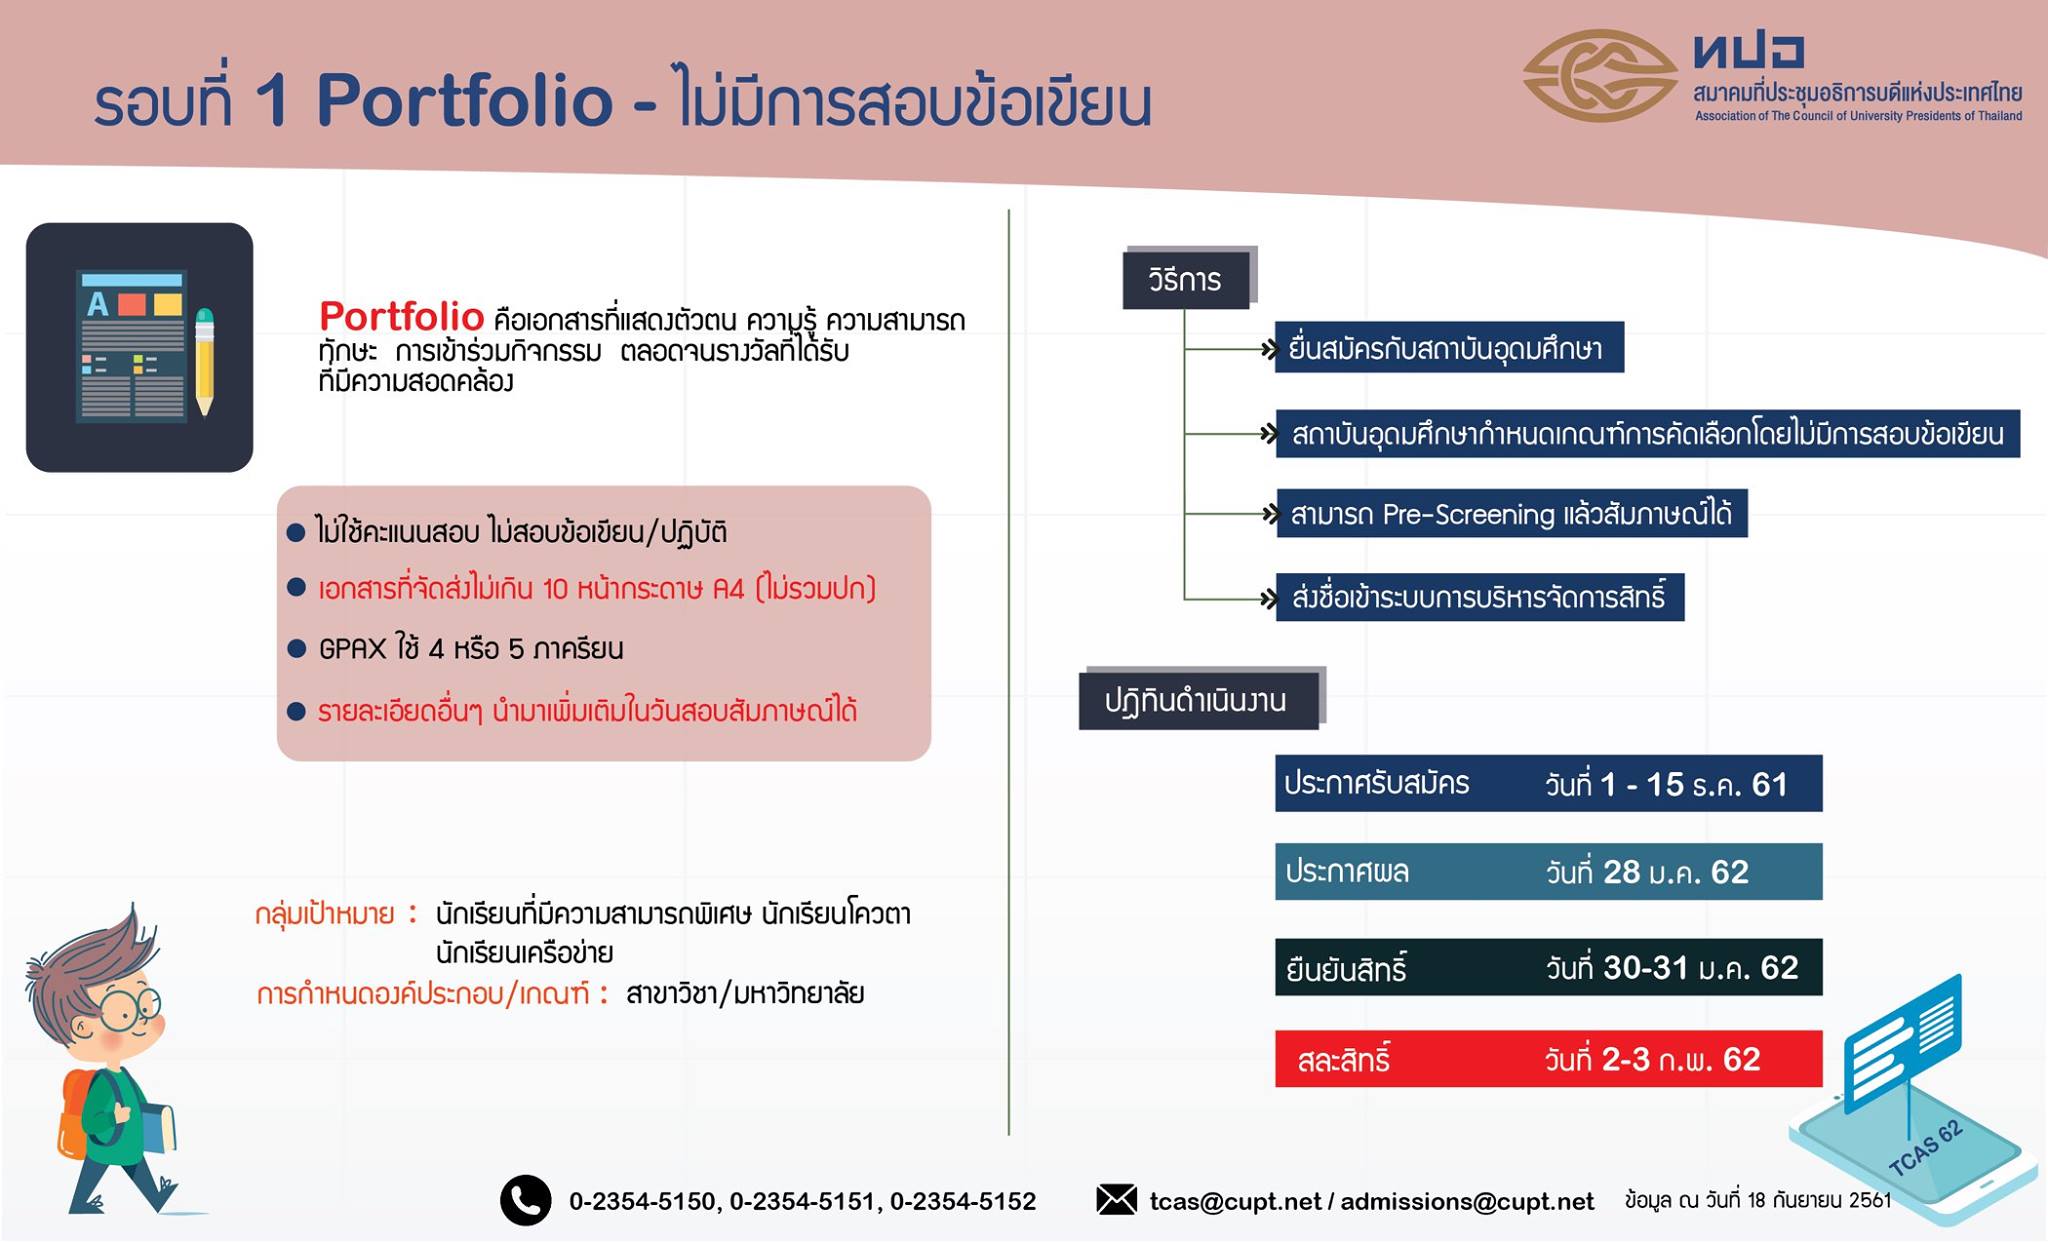 รอบที่ 1 Portfolio - ไม่มีการสอบข้อเขียน
ทปอ
สมาคมที่ประชุมอธิการบดีแห่งประเทศไทย
Association of The Council of University Presidents of Thailand
A
Portfolio คือเอกสารที่แสดงตัวตน ความรู้ ความสามารถ
ทักษะ การเข้าร่วมกิจกรรม ตลอดจนรางวัลที่ได้รับ
ที่มีความสอดคล้อง
ไม่ใช้คะแนนสอบ ไม่สอบข้อเขียน/ปฏิบัติ
เอกสารที่จัดส่งไม่เกิน 10 หน้ากระดาษ A4 (ไม่รวมปก)
GPAX ใช้ 4 หรือ 5 ภาครียน
รายละเอียดอื่นๆ นำมาเพิ่มเติมในวันสอบสัมภาษณ์ได้
กลุ่มเป้าหมาย : นักเรียนที่มีความสามารถพิเศษ นักเรียนโควตา
นักเรียนเครือข่าย
การกำหนดองค์ประกอบ/เกณฑ์ : สาขาวิชา/มหาวิทยาลัย
วิธีการ
ยื่นสมัครกับสถาบันอุดมศึกษา
สถาบันอุดมศึกษากำหนดเกณฑ์การคัดเลือกโดยไม่มีการสอบข้อเขียน
สามารถ Pre-Screening แล้วสัมภาษณ์ได้
ส่งชื่อเข้าระบบการบริหารจัดการสิทธิ์
ปฏิทินดำเนินงาน
ประกาศรับสมัคร วันที่ 1 - 15 ธ.ค. 61
ประกาศผล วันที่ 28 ม.ค. 62
ยืนยันสิทธิ์ วันที่ 30-31 ม.ค. 62
สละสิทธิ์ วันที่ 2-3 ก.พ. 62
TCAS 62
0-2354-5150, 0-2354-5151, 0-2354-5152
tcas@cupt.net / admissions@cupt.net
ข้อมูล ณ วันที่ 18 กันยายน 2561